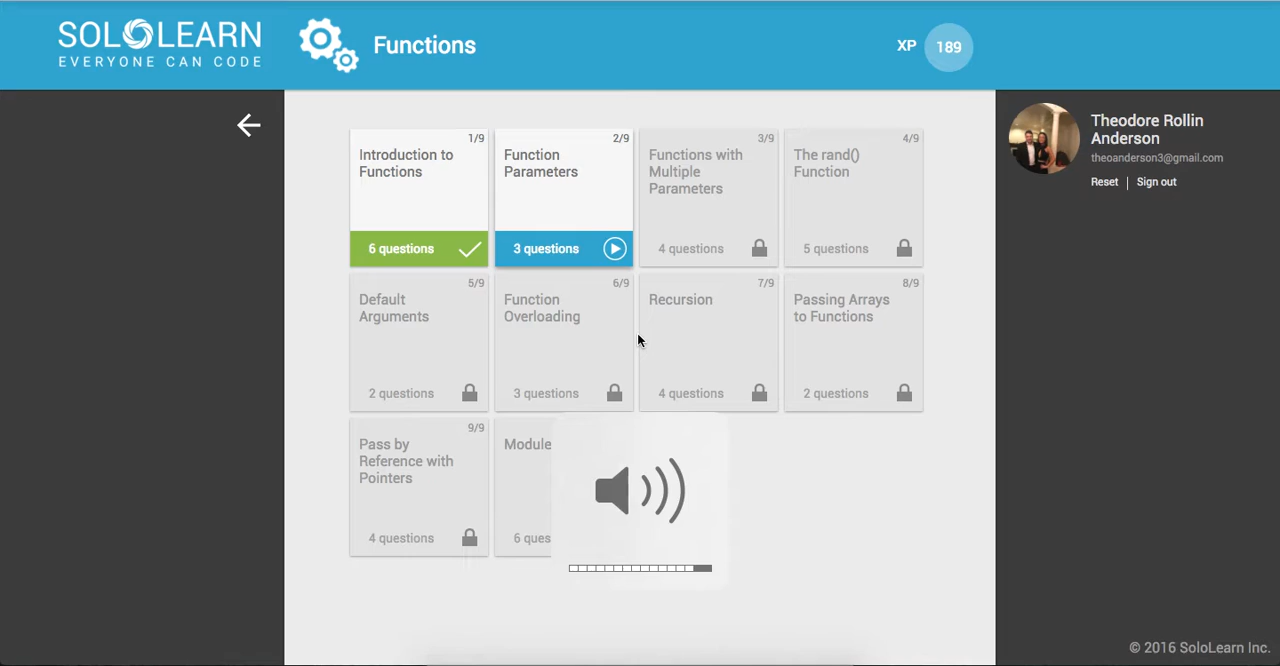 SOLOLEARN
EVERYONE CAN CODE
Functions
XP 189
Theodore Rollin
Anderson
theoanderson3@gmail.com
Reset | Sign out
1/9
Introduction to
Functions
6 questions
2/9
Function
Parameters
3 questions
3/9
Functions with
Multiple
Parameters
4 questions
4/9
The rand()
Function
5 questions
5/9
Default
Arguments
2 questions
6/9
Function
Overloading
3 questions
7/9
Recursion
4 questions
8/9
Passing Arrays
to Functions
2 questions
9/9
Pass by
Reference with
Pointers
4 questions
Module
6 ques
© 2016 SoloLearn Inc.